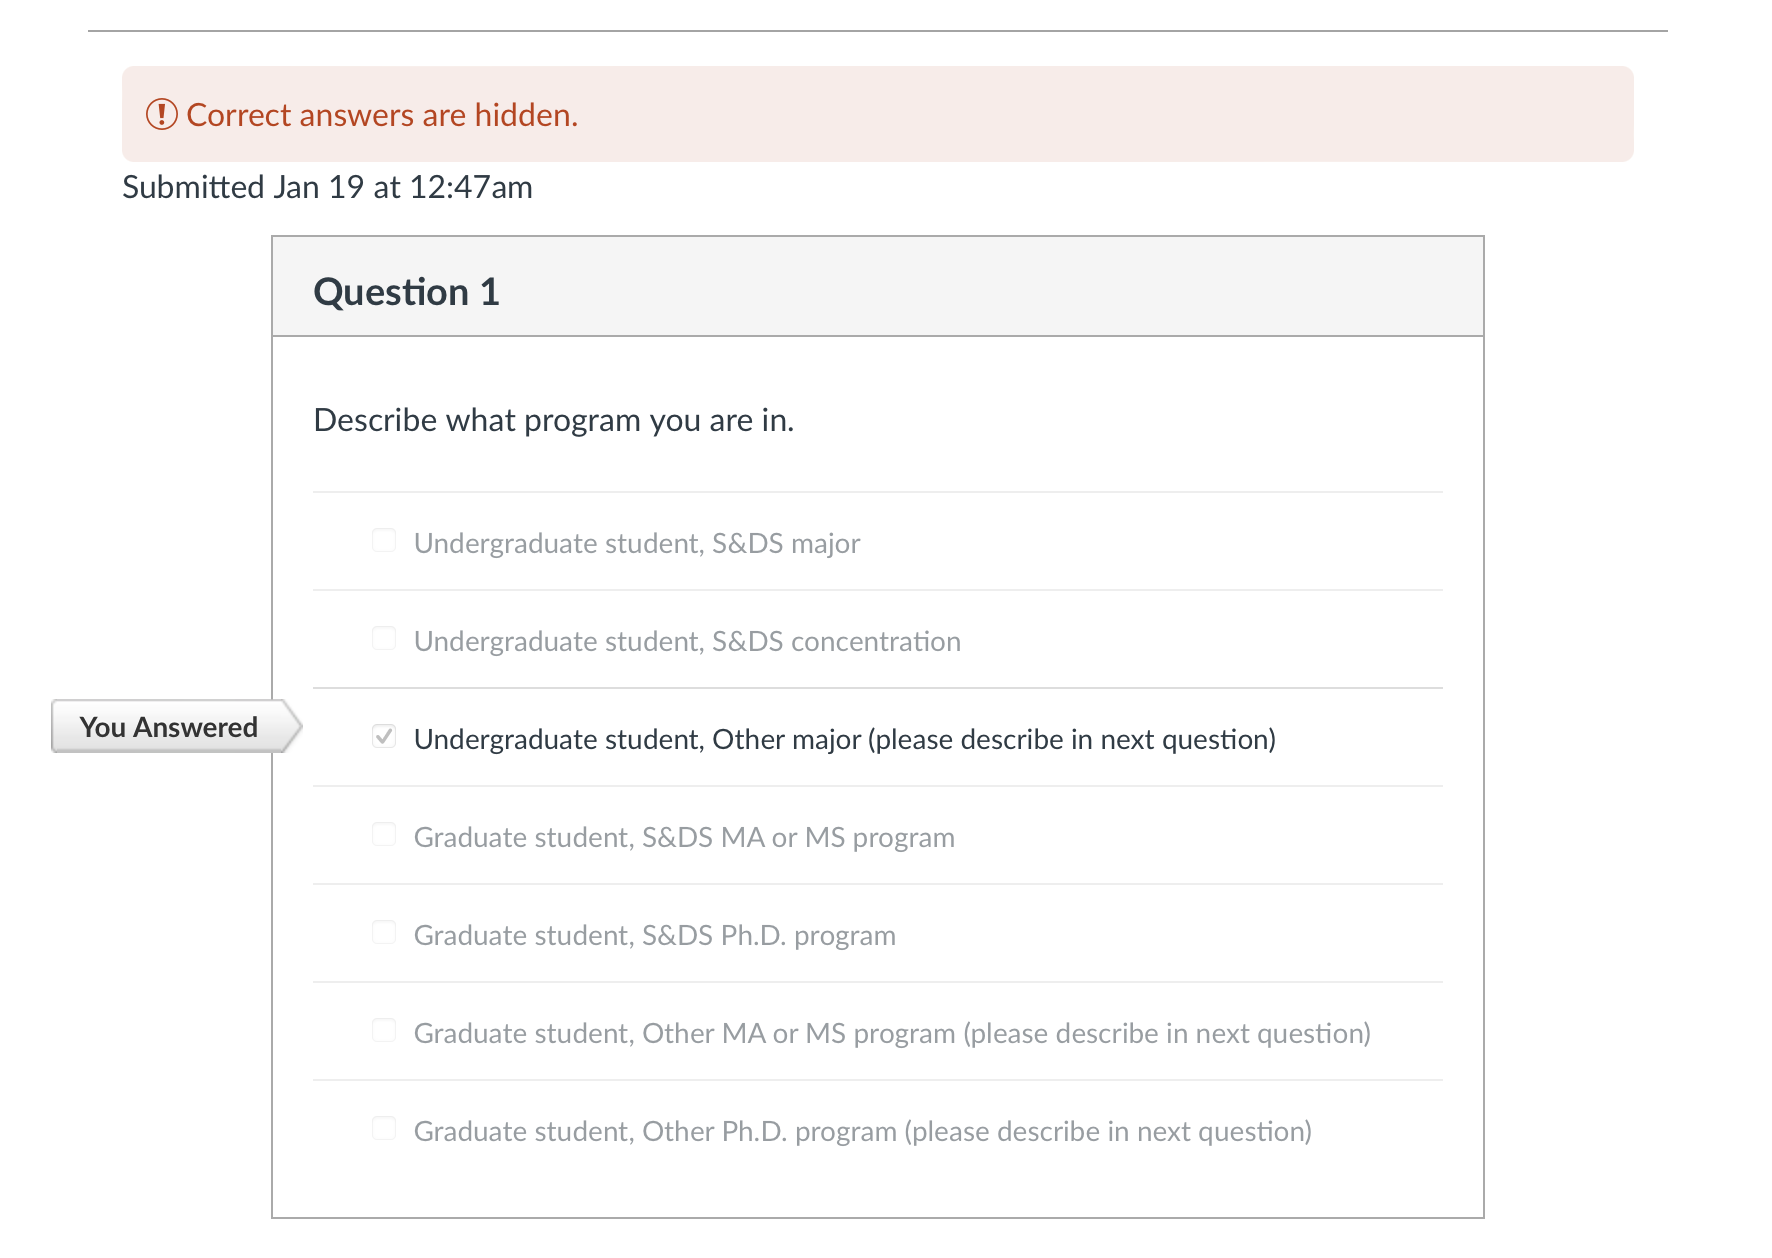 Correct answers are hidden.
Submitted Jan 19 at 12:47am
Question 1
Describe what program you are in.
Undergraduate student, S&DS major
Undergraduate student, S&DS concentration
You Answered
Undergraduate student, Other major (please describe in next question)
Graduate student, S&DS MA or MS program
Graduate student, S&DS Ph.D. program
Graduate student, Other MA or MS program (please describe in next question)
Graduate student, Other Ph.D. program (please describe in next question)